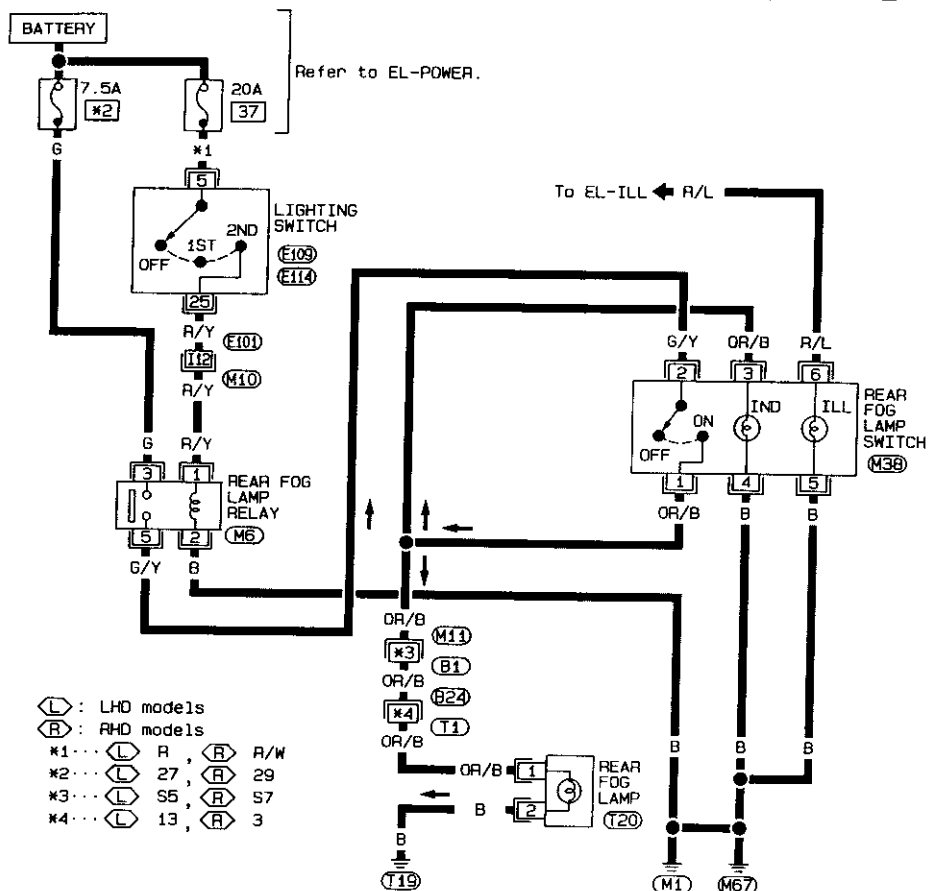 BATTERY
Refer to EL-POWER.
7.5A
*2
20A
37
G
*1
5
To EL-ILL
R/L
LIGHTING
SWITCH
2ND
1ST
OFF
E109
E114
25
R/Y
E101
I12
M10
R/Y
G/Y
OR/B
R/L
2
3
6
REAR
FOG
LAMP
SWITCH
IND
ILL
ON
OFF
M38
1
4
5
OR/B
B
B
G
R/Y
3
1
REAR FOG
LAMP
RELAY
M6
5
2
G/Y
B
OR/B
M11
*3
B1
OR/B
B24
*4
T1
OR/B
L : LHD models
R : RHD models
*1··· L R , R R/W
*2··· L 27 , R 29
*3··· L S5 , R S7
*4··· L 13 , R 3
OR/B
1
REAR
FOG
LAMP
B
2
T20
B
T19
B
B
B
M1
M67